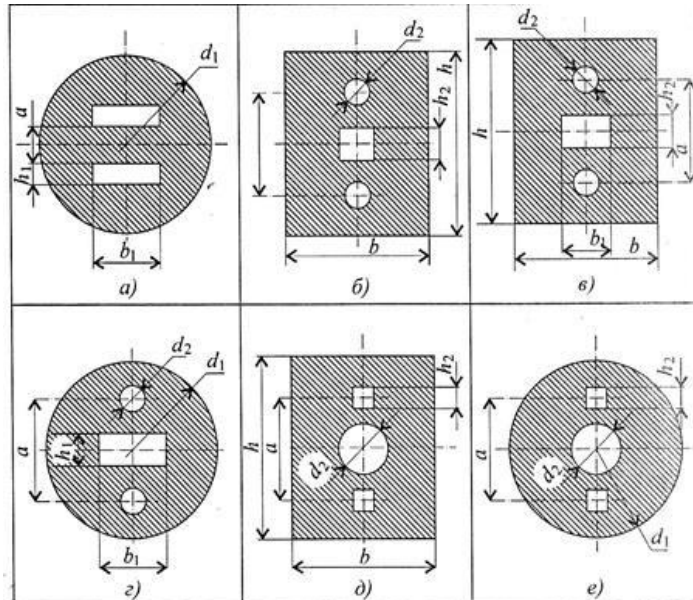 d₁
a
h₁
b₁
а)
d₂
h
h₂
b
б)
d₂
h
h₂
a
b₁
b
в)
d₂
d₁
a
h₁
b₁
г)
h₂
h
a
d₂
b
д)
h₂
a
d₂
d₁
е)